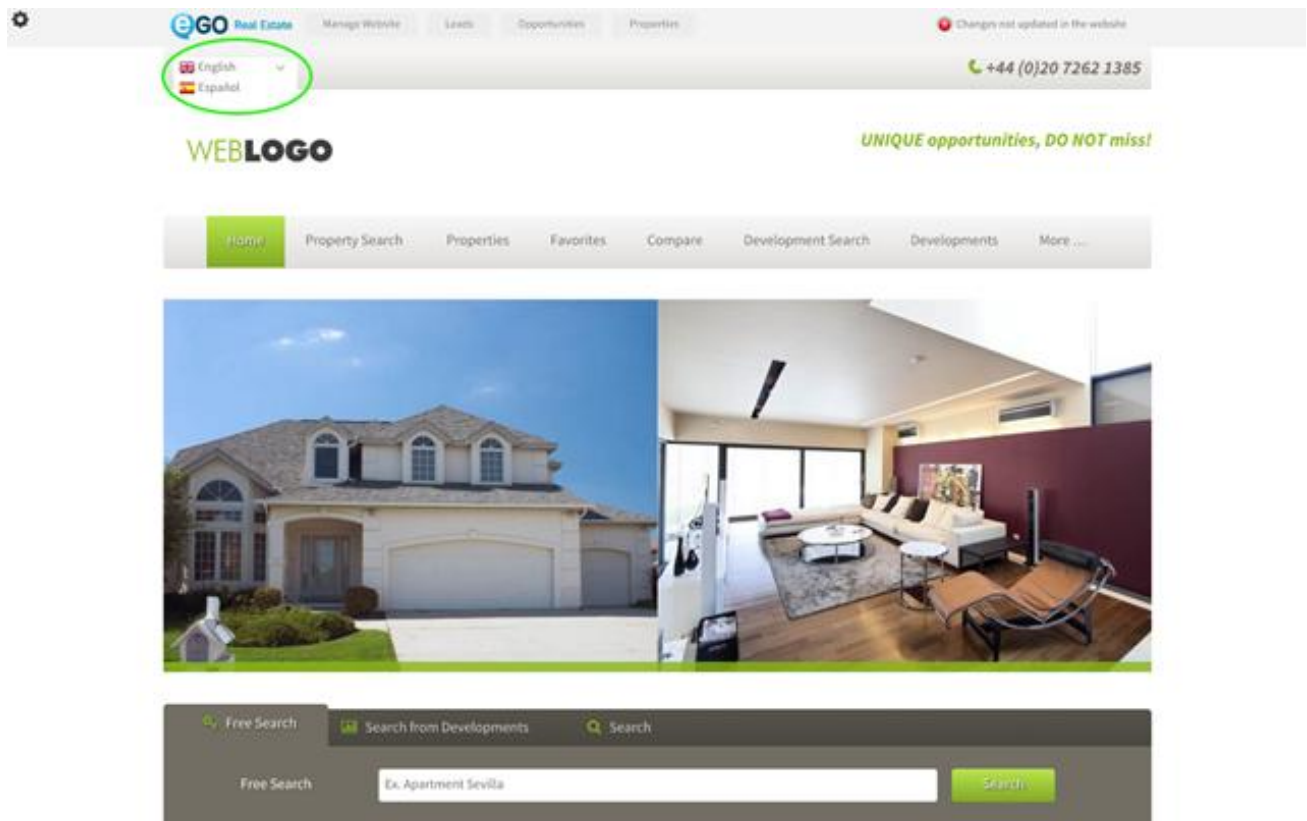 eGO Real Estate Manage Website Leads Opportunities Properties Changes not updated in the website
English
Español
+44 (0)20 7262 1385
WEBLOGO
UNIQUE opportunities, DO NOT miss!
Home Property Search Properties Favorites Compare Development Search Developments More ...
Free Search Search from Developments Search
Free Search Ex. Apartment Sevilla Search